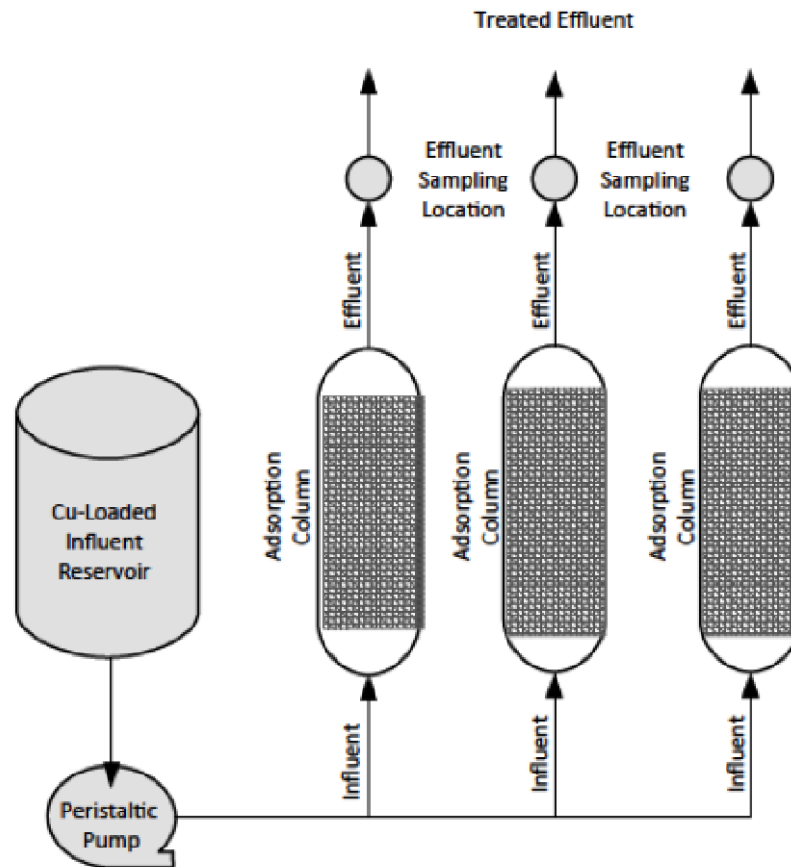 Treated Effluent
Effluent
Sampling
Location
Effluent
Sampling
Location
Effluent
Effluent
Effluent
Cu-Loaded
Influent
Reservoir
Adsorption
Column
Adsorption
Column
Adsorption
Column
Influent
Influent
Influent
Peristaltic
Pump